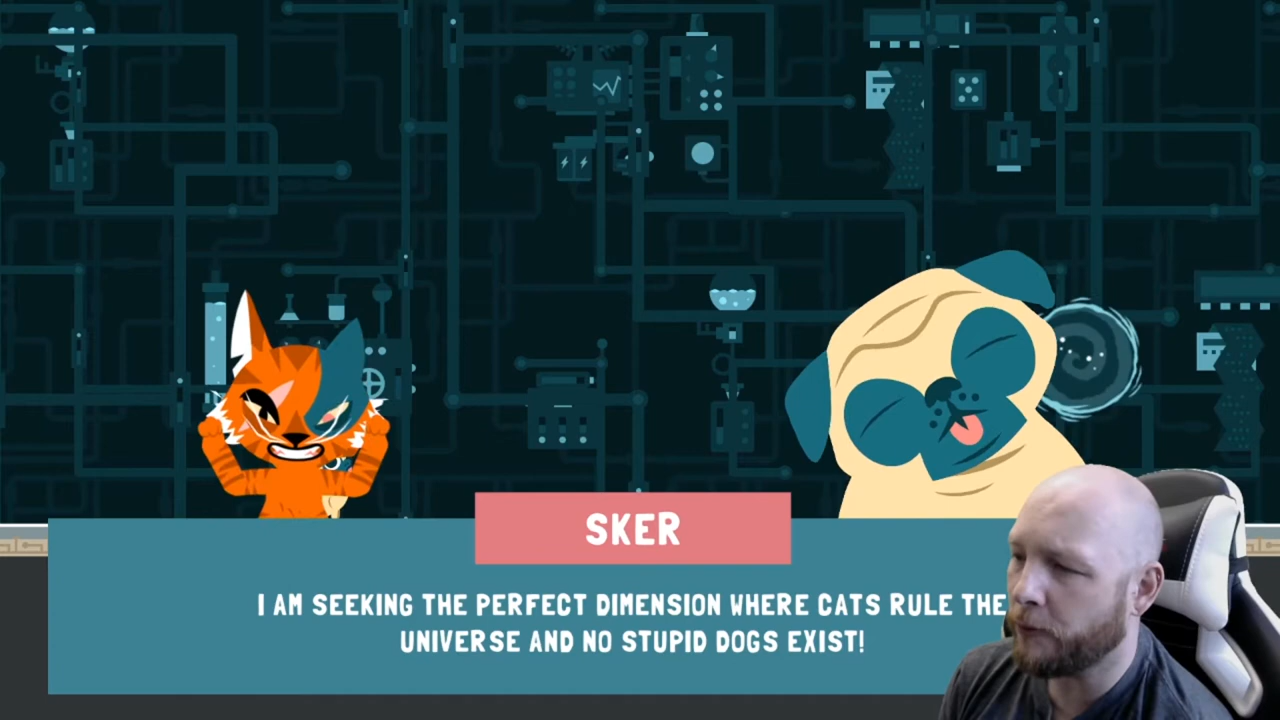 SKER
I AM SEEKING THE PERFECT DIMENSION WHERE CATS RULE THE
UNIVERSE AND NO STUPID DOGS EXIST!